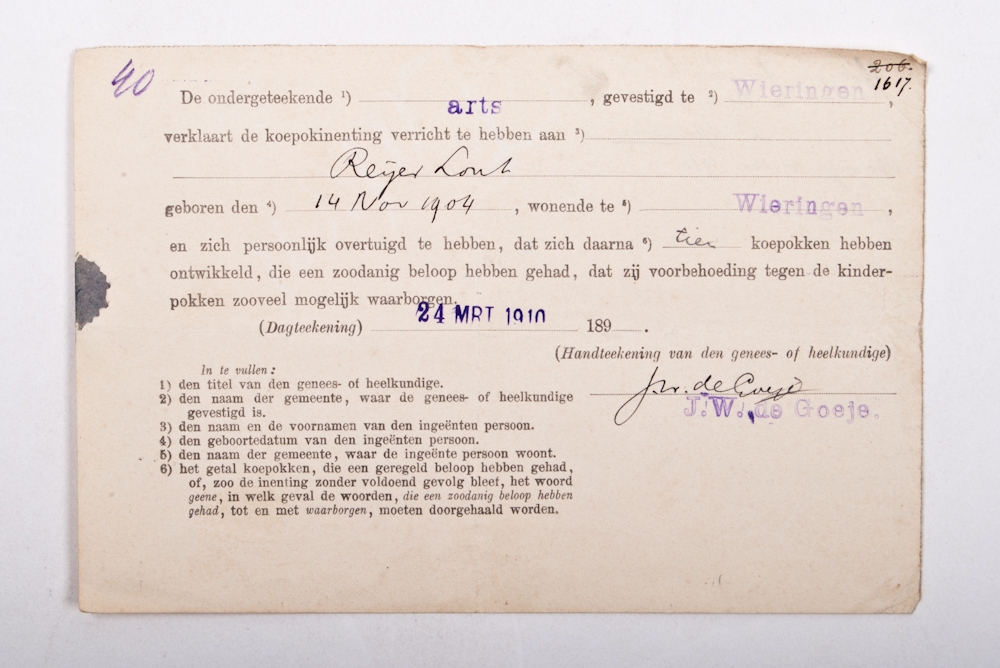 40
206.
1617.
De ondergeteekende ¹) arts, gevestigd te ²) Wieringen,
verklaart de koepokinenting verricht te hebben aan ³)
Reijer Lont
geboren den ⁴) 14 Nov 1904, wonende te ⁵) Wieringen,
en zich persoonlijk overtuigd te hebben, dat zich daarna ⁶) tien koepokken hebben
ontwikkeld, die een zoodanig beloop hebben gehad, dat zij voorbehoeding tegen de kinder-
pokken zooveel mogelijk waarborgen.
(Dagteekening) 24 MRT 1910 189 .
(Handteekening van den genees- of heelkundige)
J.W. de Goeje
J.W. de Goeje.
In te vullen:
1) den titel van den genees- of heelkundige.
2) den naam der gemeente, waar de genees- of heelkundige
gevestigd is.
3) den naam en de voornamen van den ingeënten persoon.
4) den geboortedatum van den ingeënten persoon.
5) den naam der gemeente, waar de ingeënte persoon woont.
6) het getal koepokken, die een geregeld beloop hebben gehad,
of, zoo de inenting zonder voldoend gevolg bleef, het woord
geene, in welk geval de woorden, die een zoodanig beloop hebben
gehad, tot en met waarborgen, moeten doorgehaald worden.